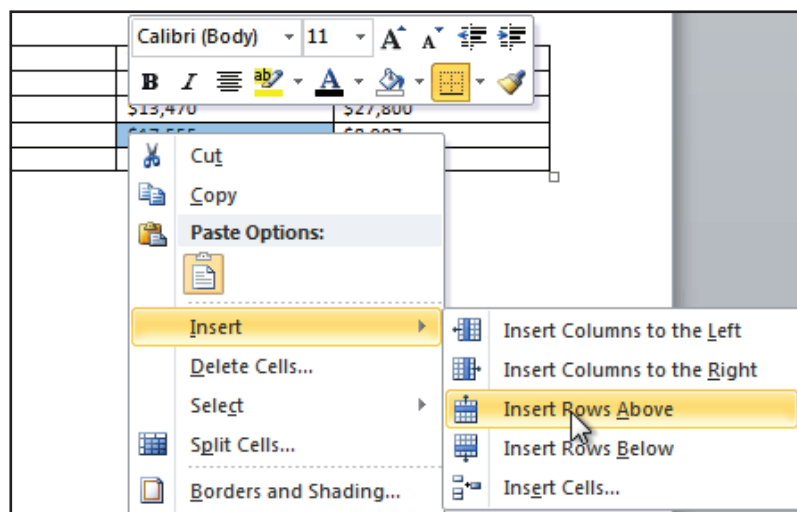 Calibri (Body) 11 A A
B I ab A
$13,470 $27,800
Cut
Copy
Paste Options:
Insert
Delete Cells...
Select
Split Cells...
Borders and Shading...
Insert Columns to the Left
Insert Columns to the Right
Insert Rows Above
Insert Rows Below
Insert Cells...